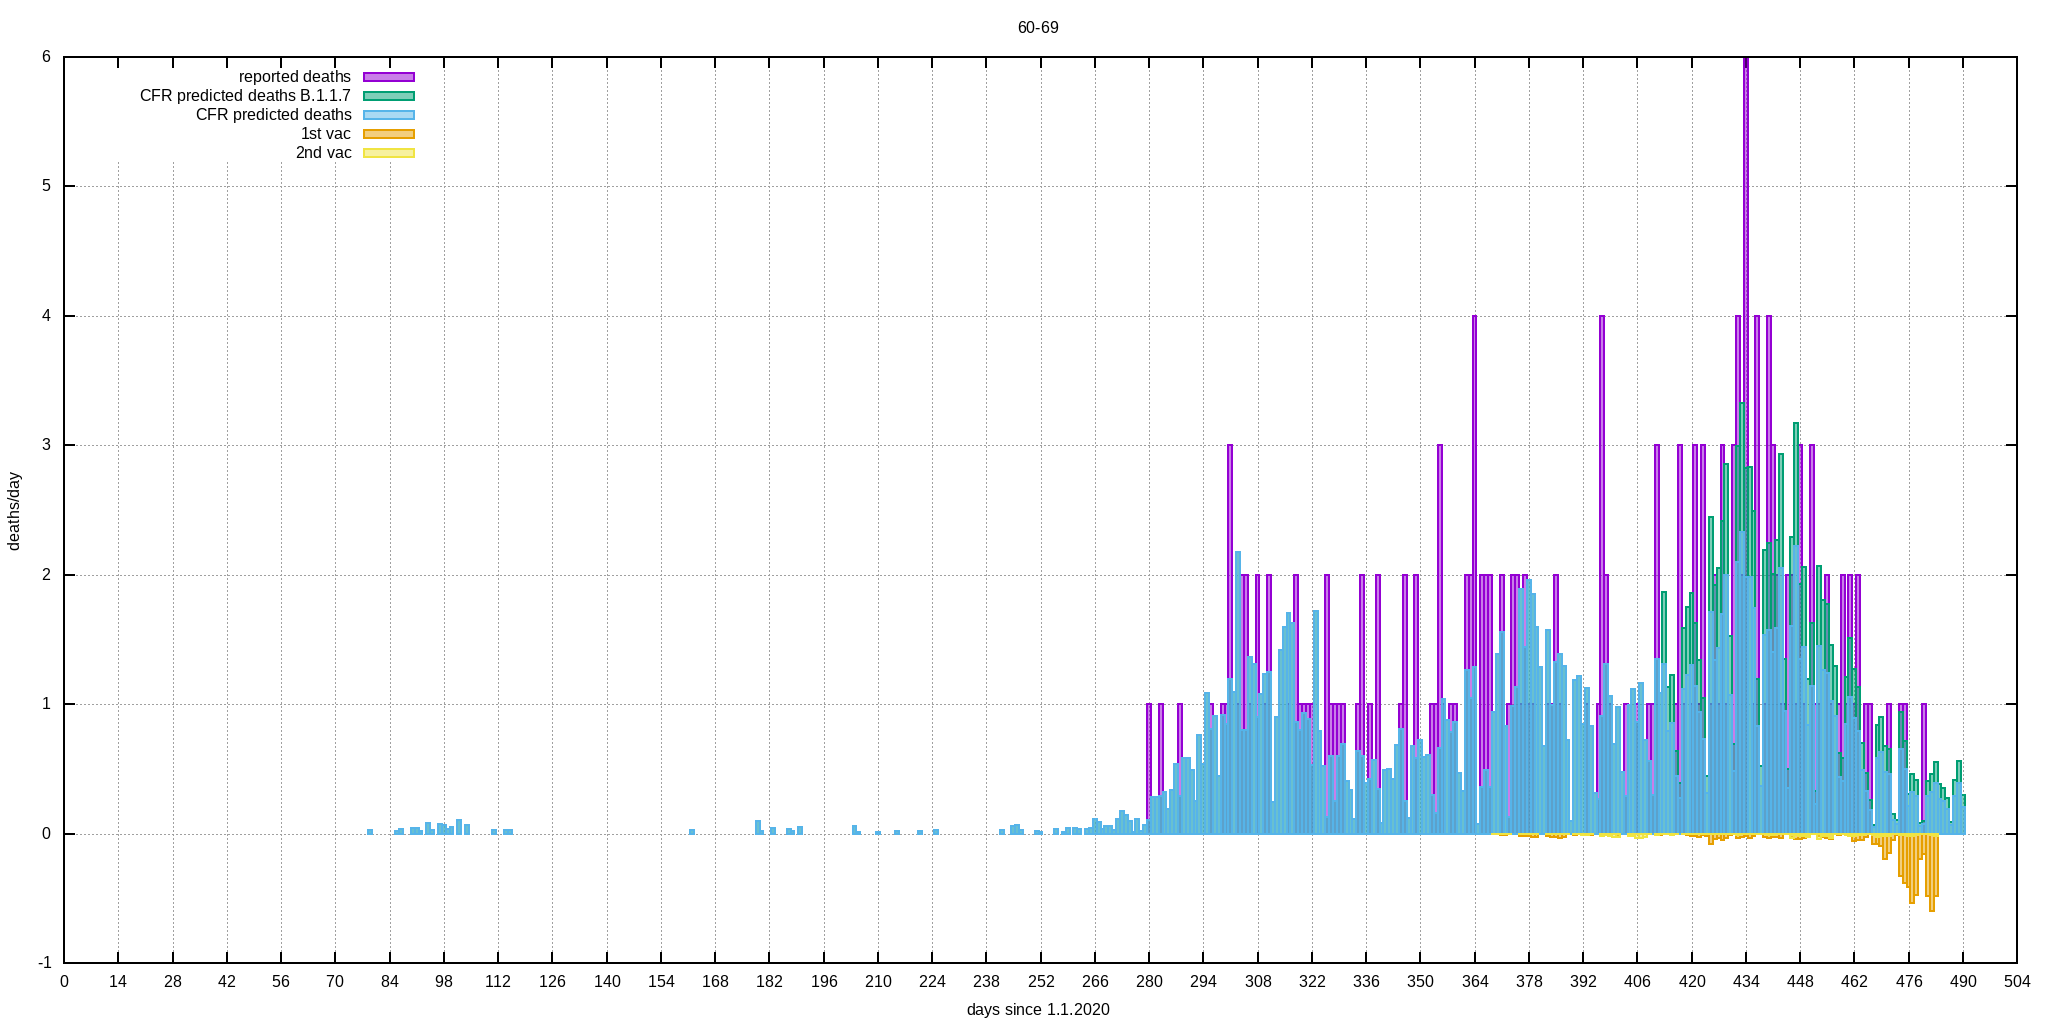 60-69
reported deaths
CFR predicted deaths B.1.1.7
CFR predicted deaths
1st vac
2nd vac
6
5
4
3
2
1
0
-1
deaths/day
0 14 28 42 56 70 84 98 112 126 140 154 168 182 196 210 224 238 252 266 280 294 308 322 336 350 364 378 392 406 420 434 448 462 476 490 504
days since 1.1.2020